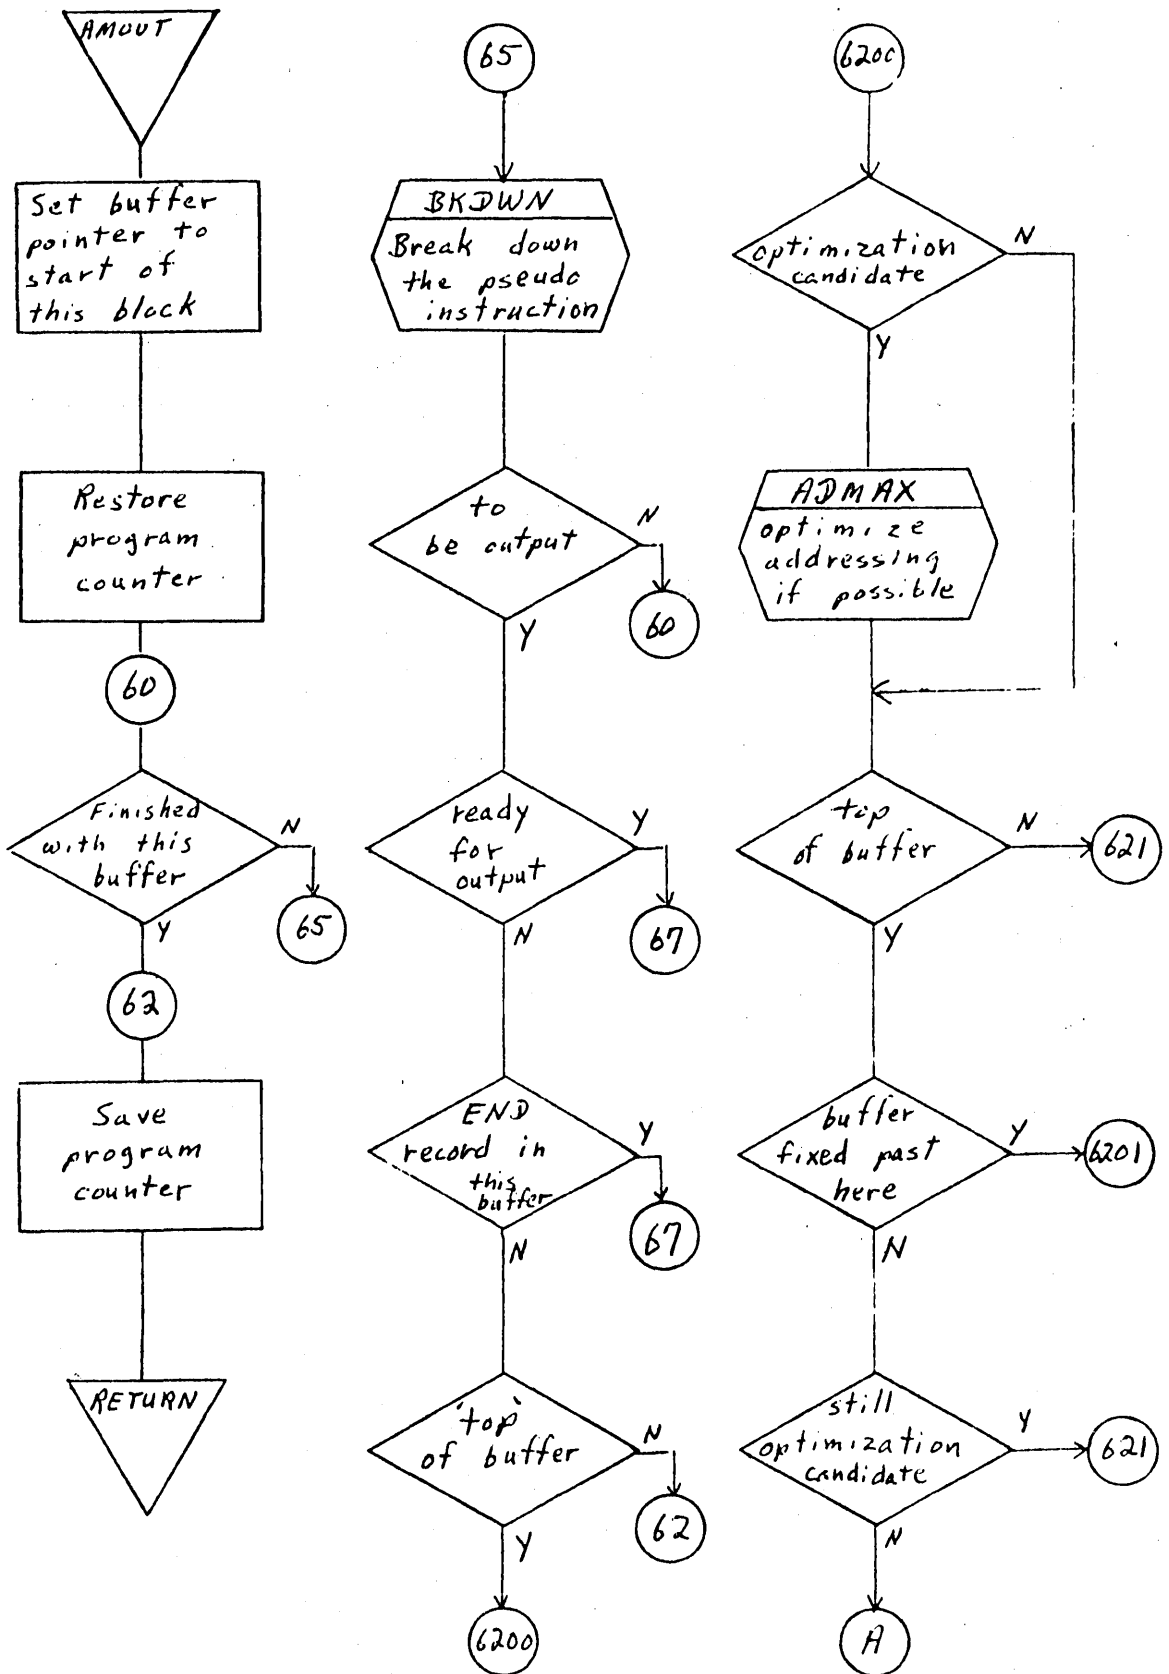 AMOUT
Set buffer
pointer to
start of
this block
Restore
program
counter
60
Finished
with this
buffer
N
Y
65
62
Save
program
counter
RETURN
65
BKDWN
Break down
the pseudo
instruction
to
be output
N
Y
60
ready
for
output
Y
N
67
END
record in
this
buffer
Y
N
67
'top'
of buffer
N
Y
62
6200
6200
optimization
candidate
N
Y
ADMAX
optimize
addressing
if possible
top
of buffer
N
621
Y
buffer
fixed past
here
Y
6201
N
still
optimization
candidate
Y
621
N
A